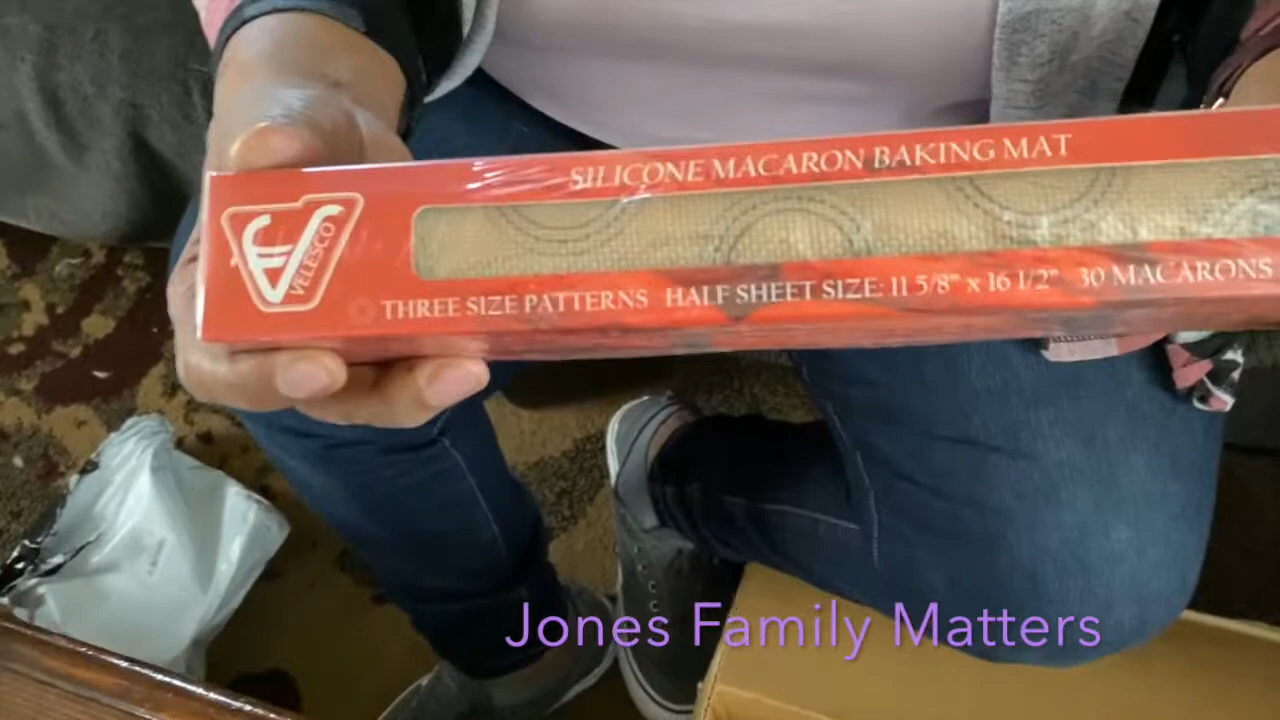 SILICONE MACARON BAKING MAT
VELESCO
THREE SIZE PATTERNS HALF SHEET SIZE: 11 5/8" x 16 1/2" 30 MACARONS
Jones Family Matters